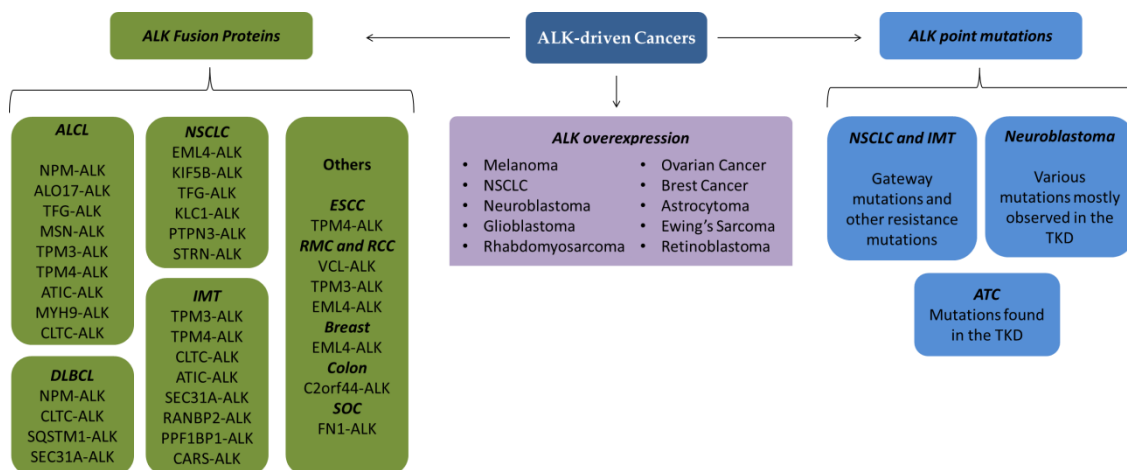 ALK Fusion Proteins
ALK-driven Cancers
ALK point mutations
ALCL
NPM-ALK
ALO17-ALK
TFG-ALK
MSN-ALK
TPM3-ALK
TPM4-ALK
ATIC-ALK
MYH9-ALK
CLTC-ALK
DLBCL
NPM-ALK
CLTC-ALK
SQSTM1-ALK
SEC31A-ALK
NSCLC
EML4-ALK
KIF5B-ALK
TFG-ALK
KLC1-ALK
PTPN3-ALK
STRN-ALK
IMT
TPM3-ALK
TPM4-ALK
CLTC-ALK
ATIC-ALK
SEC31A-ALK
RANBP2-ALK
PPF1BP1-ALK
CARS-ALK
Others
ESCC
TPM4-ALK
RMC and RCC
VCL-ALK
TPM3-ALK
EML4-ALK
Breast
EML4-ALK
Colon
C2orf44-ALK
SOC
FN1-ALK
ALK overexpression
• Melanoma
• NSCLC
• Neuroblastoma
• Glioblastoma
• Rhabdomyosarcoma
• Ovarian Cancer
• Brest Cancer
• Astrocytoma
• Ewing's Sarcoma
• Retinoblastoma
NSCLC and IMT
Gateway
mutations and
other resistance
mutations
Neuroblastoma
Various
mutations mostly
observed in the
TKD
ATC
Mutations found
in the TKD